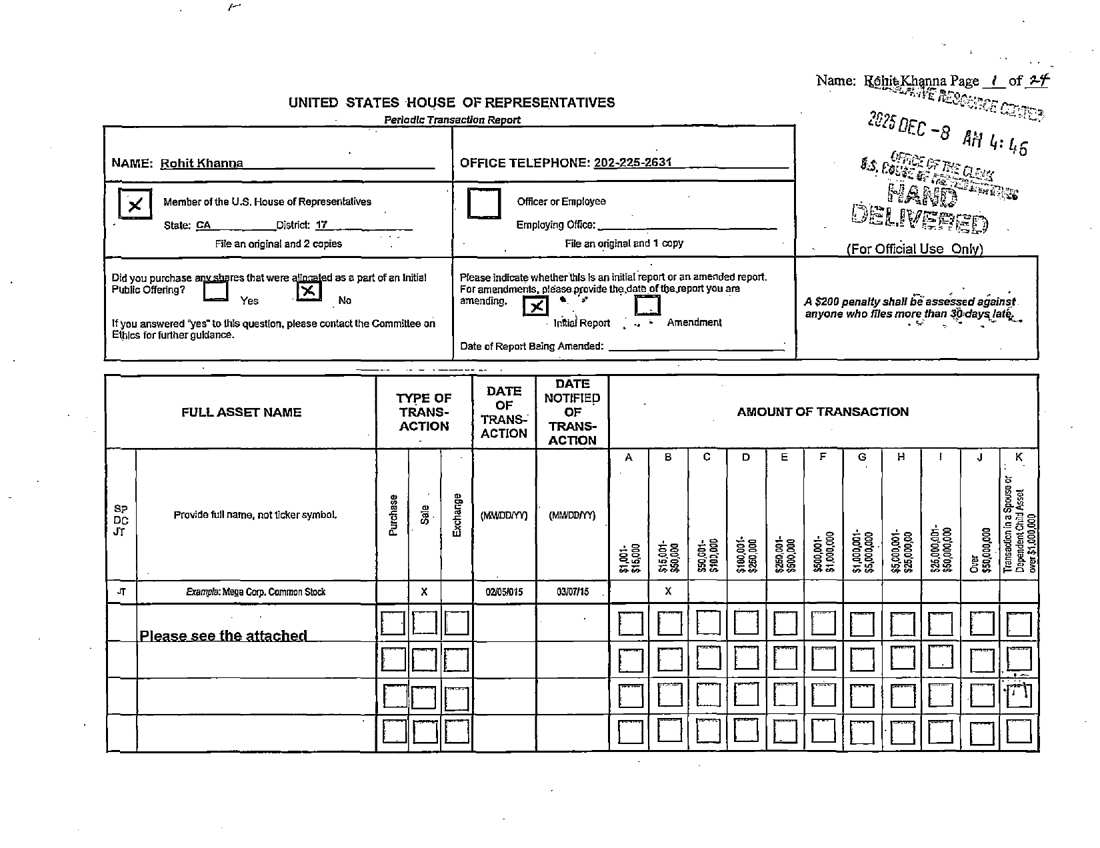 Name: Rohit Khanna Page 1 of 24
UNITED STATES HOUSE OF REPRESENTATIVES
Periodic Transaction Report
LEGISLATIVE RESOURCE CENTER
2025 DEC -8 AM 4:46
OFFICE OF THE CLERK
U.S. HOUSE OF REPRESENTATIVES
HAND
DELIVERED
(For Official Use Only)
NAME: Rohit Khanna
OFFICE TELEPHONE: 202-225-2631
X Member of the U.S. House of Representatives
State: CA District: 17
File an original and 2 copies
Officer or Employee
Employing Office:
File an original and 1 copy
Did you purchase any shares that were allocated as a part of an Initial
Public Offering?
Yes X No
If you answered "yes" to this question, please contact the Committee on
Ethics for further guidance.
Please indicate whether this is an initial report or an amended report.
For amendments, please provide the date of the report you are
amending. X
Initial Report Amendment
Date of Report Being Amended:
A $200 penalty shall be assessed against
anyone who files more than 30 days late.
FULL ASSET NAME
TYPE OF
TRANS-
ACTION
DATE
OF
TRANS-
ACTION
DATE
NOTIFIED
OF
TRANS-
ACTION
AMOUNT OF TRANSACTION
SP
DC
JT
Provide full name, not ticker symbol.
Purchase
Sale
Exchange
(MM/DD/YY)
(MM/DD/YY)
A B C D E F G H I J K
$1,001-
$15,000
$15,001-
$50,000
$50,001-
$100,000
$100,001-
$250,000
$250,001-
$500,000
$500,001-
$1,000,000
$1,000,001-
$5,000,000
$5,000,001-
$25,000,00
$25,000,001-
$50,000,000
Over
$50,000,000
Transaction in a Spouse or
Dependent Child Asset
over $1,000,000
JT Example: Mega Corp. Common Stock X 02/05/015 03/07/15 X
Please see the attached